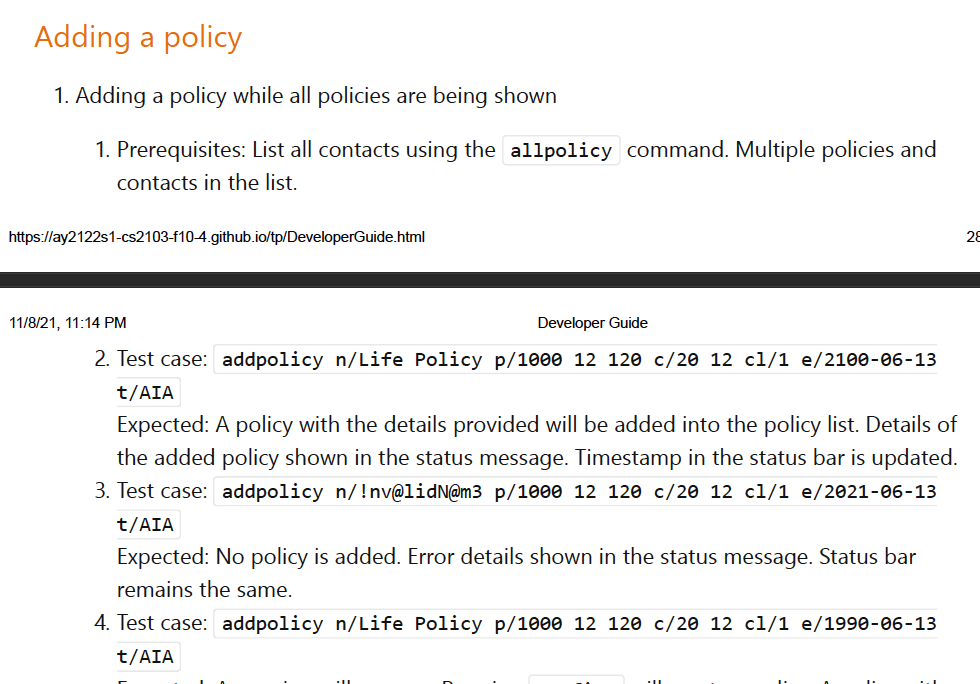 Adding a policy
1. Adding a policy while all policies are being shown
1. Prerequisites: List all contacts using the allpolicy command. Multiple policies and
contacts in the list.
https://ay2122s1-cs2103-f10-4.github.io/tp/DeveloperGuide.html 28
11/8/21, 11:14 PM Developer Guide
2. Test case: addpolicy n/Life Policy p/1000 12 120 c/20 12 cl/1 e/2100-06-13
t/AIA
Expected: A policy with the details provided will be added into the policy list. Details of
the added policy shown in the status message. Timestamp in the status bar is updated.
3. Test case: addpolicy n/!nv@lidN@m3 p/1000 12 120 c/20 12 cl/1 e/2021-06-13
t/AIA
Expected: No policy is added. Error details shown in the status message. Status bar
remains the same.
4. Test case: addpolicy n/Life Policy p/1000 12 120 c/20 12 cl/1 e/1990-06-13
t/AIA